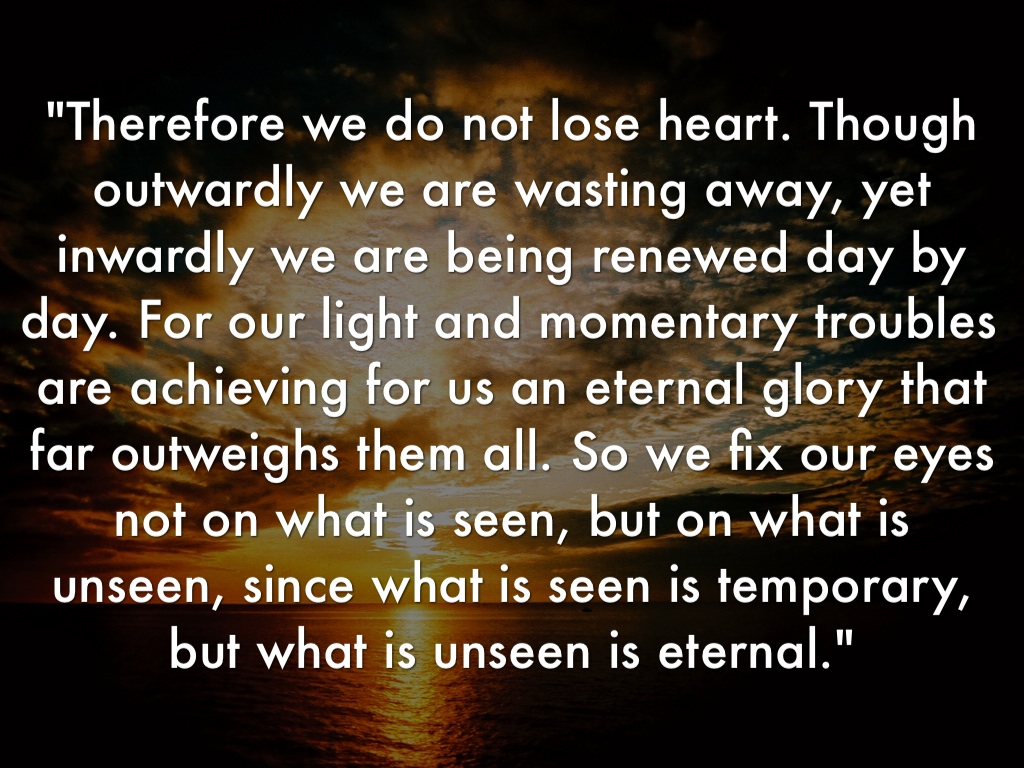 "Therefore we do not lose heart. Though
outwardly we are wasting away, yet
inwardly we are being renewed day by
day. For our light and momentary troubles
are achieving for us an eternal glory that
far outweighs them all. So we fix our eyes
not on what is seen, but on what is
unseen, since what is seen is temporary,
but what is unseen is eternal."